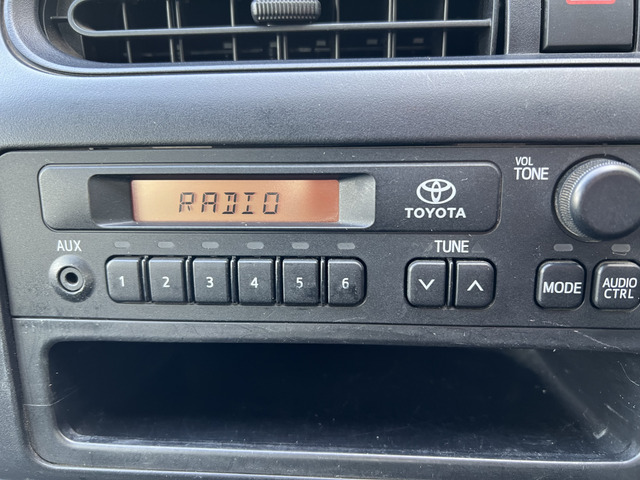 VOL
TONE
RADIO
TOYOTA
AUX
TUNE
1 2 3 4 5 6
MODE
AUDIO
CTRL